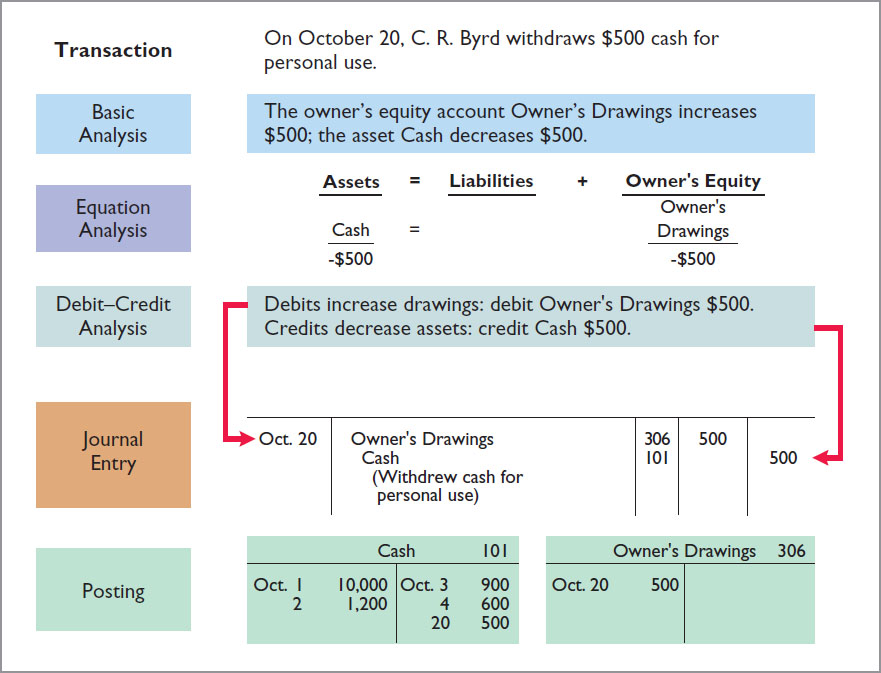 Transaction
On October 20, C. R. Byrd withdraws $500 cash for
personal use.
Basic
Analysis
The owner's equity account Owner's Drawings increases
$500; the asset Cash decreases $500.
Equation
Analysis
Assets = Liabilities + Owner's Equity
Owner's
Cash = Drawings
-$500 -$500
Debit–Credit
Analysis
Debits increase drawings: debit Owner's Drawings $500.
Credits decrease assets: credit Cash $500.
Journal
Entry
Oct. 20 Owner's Drawings 306 500
Cash 101 500
(Withdrew cash for
personal use)
Posting
Cash 101
Oct. 1 10,000 Oct. 3 900
2 1,200 4 600
20 500
Owner's Drawings 306
Oct. 20 500